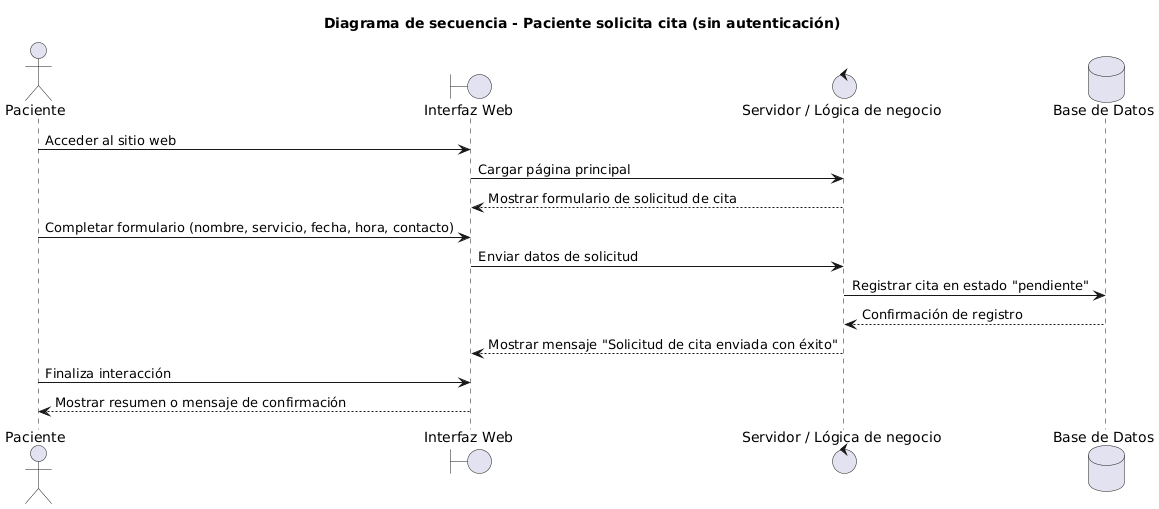 Diagrama de secuencia - Paciente solicita cita (sin autenticación)
Paciente
Interfaz Web
Servidor / Lógica de negocio
Base de Datos
Acceder al sitio web
Cargar página principal
Mostrar formulario de solicitud de cita
Completar formulario (nombre, servicio, fecha, hora, contacto)
Enviar datos de solicitud
Registrar cita en estado "pendiente"
Confirmación de registro
Mostrar mensaje "Solicitud de cita enviada con éxito"
Finaliza interacción
Mostrar resumen o mensaje de confirmación
Paciente
Interfaz Web
Servidor / Lógica de negocio
Base de Datos